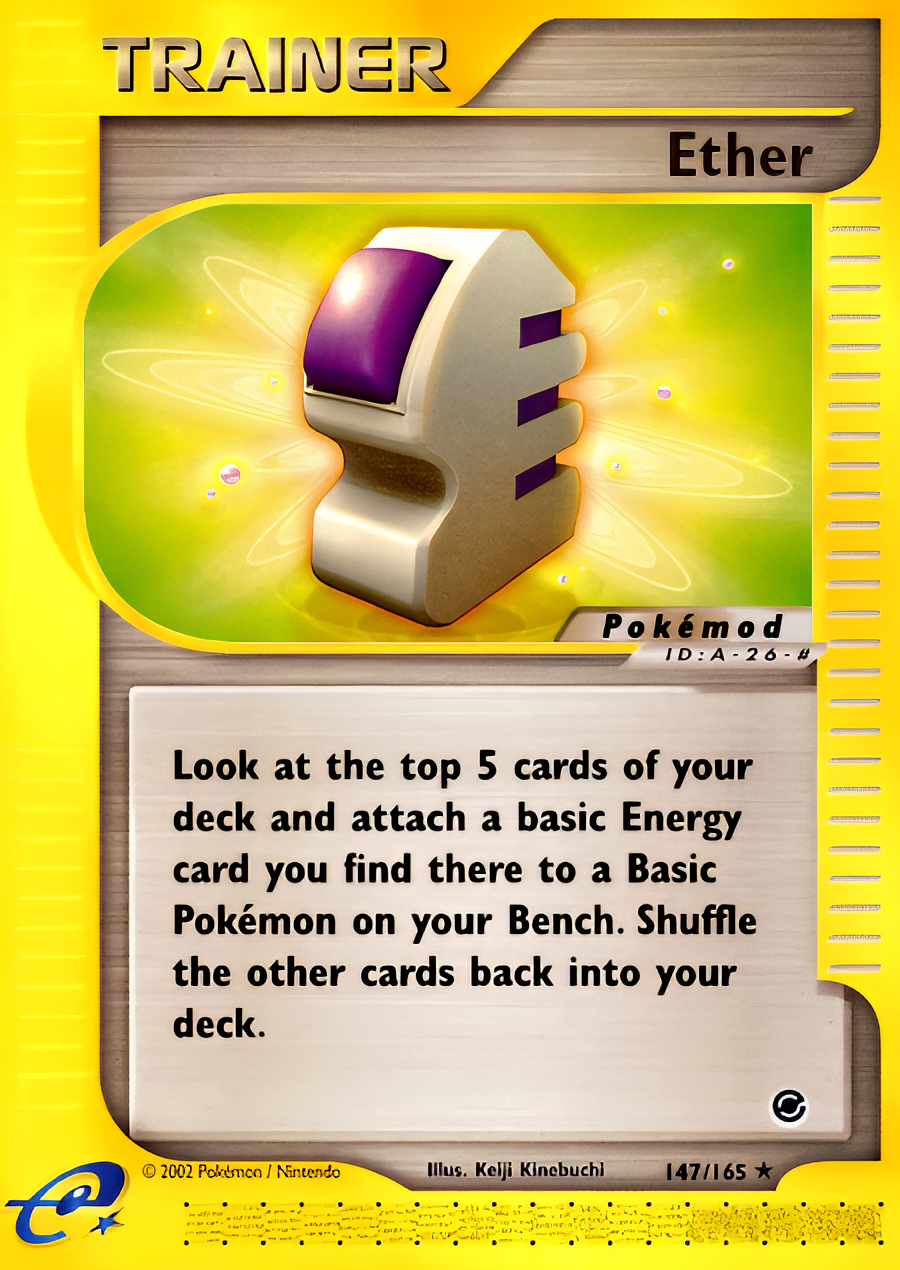 TRAINER
Ether
Pokémod
ID:A-26-#
Look at the top 5 cards of your
deck and attach a basic Energy
card you find there to a Basic
Pokémon on your Bench. Shuffle
the other cards back into your
deck.
© 2002 Pokémon / Nintendo
Illus. Keiji Kinebuchi
147/165 ★
e